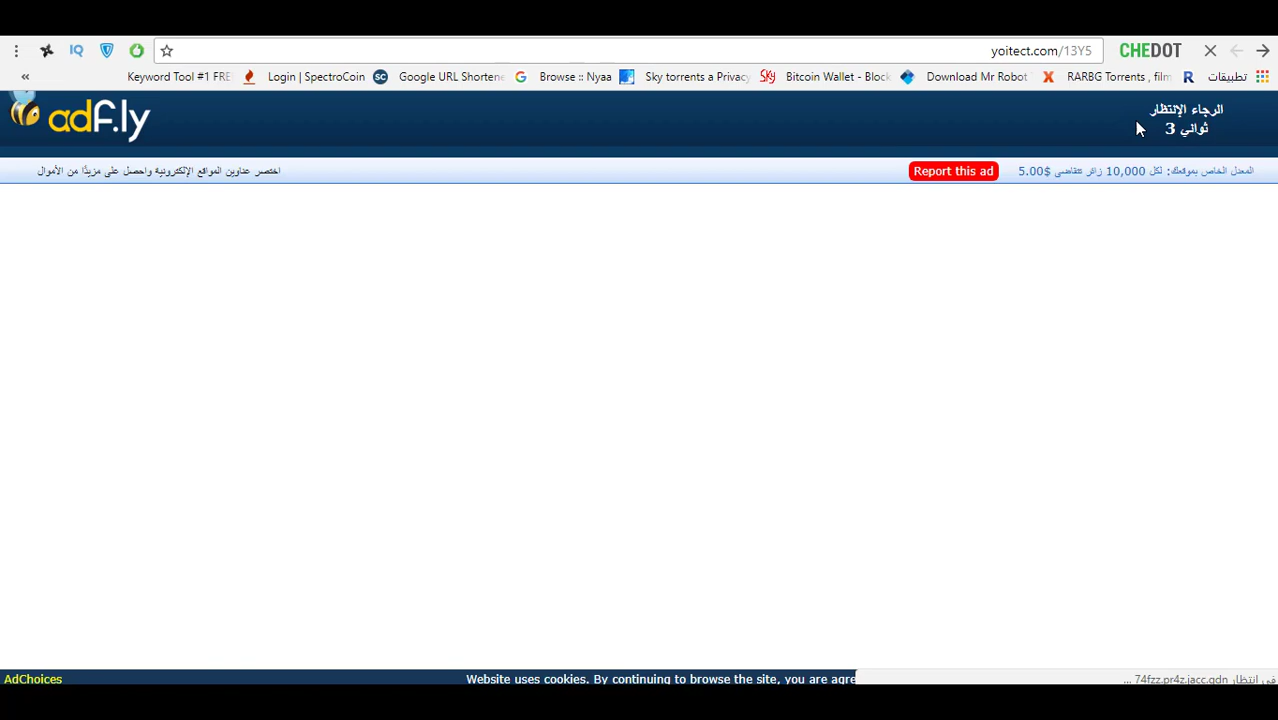 yoitect.com/13Y5
CHEDOT
« Keyword Tool #1 FRE Login | SpectroCoin Google URL Shortene Browse :: Nyaa Sky torrents a Privacy Bitcoin Wallet - Block Download Mr Robot RARBG Torrents , film تطبيقات
adf.ly
الرجاء الإنتظار
3 ثواني
المعدل الخاص بموقعك: لكل 10,000 زائر تتقاضى 5.00$
Report this ad
اختصر عناوين المواقع الإلكترونية واحصل على مزيدًا من الأموال
AdChoices
Website uses cookies. By continuing to browse the site, you are agre
في انتظار 74fzz.pr4z.jacc.gdn ...